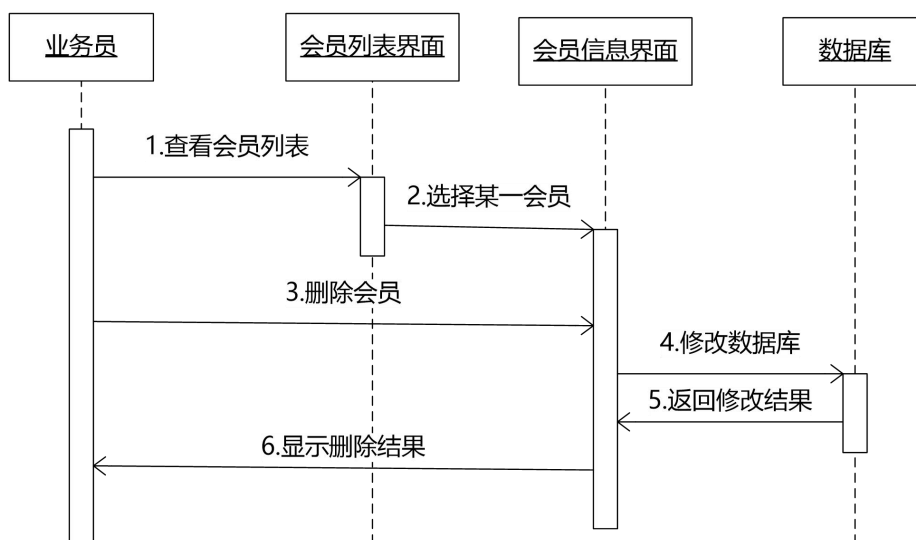 业务员
会员列表界面
会员信息界面
数据库
1.查看会员列表
2.选择某一会员
3.删除会员
4.修改数据库
5.返回修改结果
6.显示删除结果